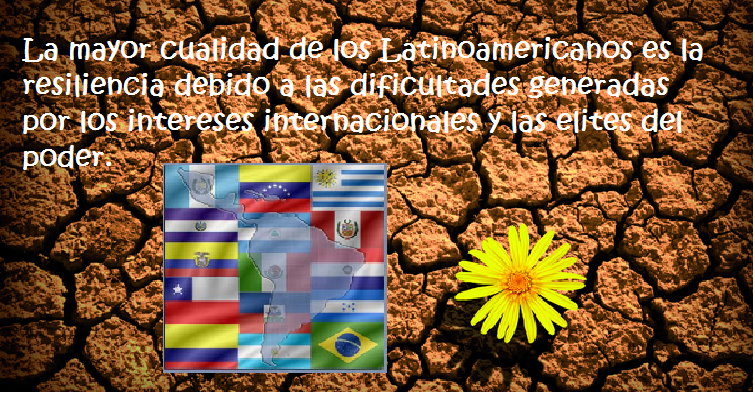 La mayor cualidad de los Latinoamericanos es la
resiliencia debido a las dificultades generadas
por los intereses internacionales y las elites del
poder.